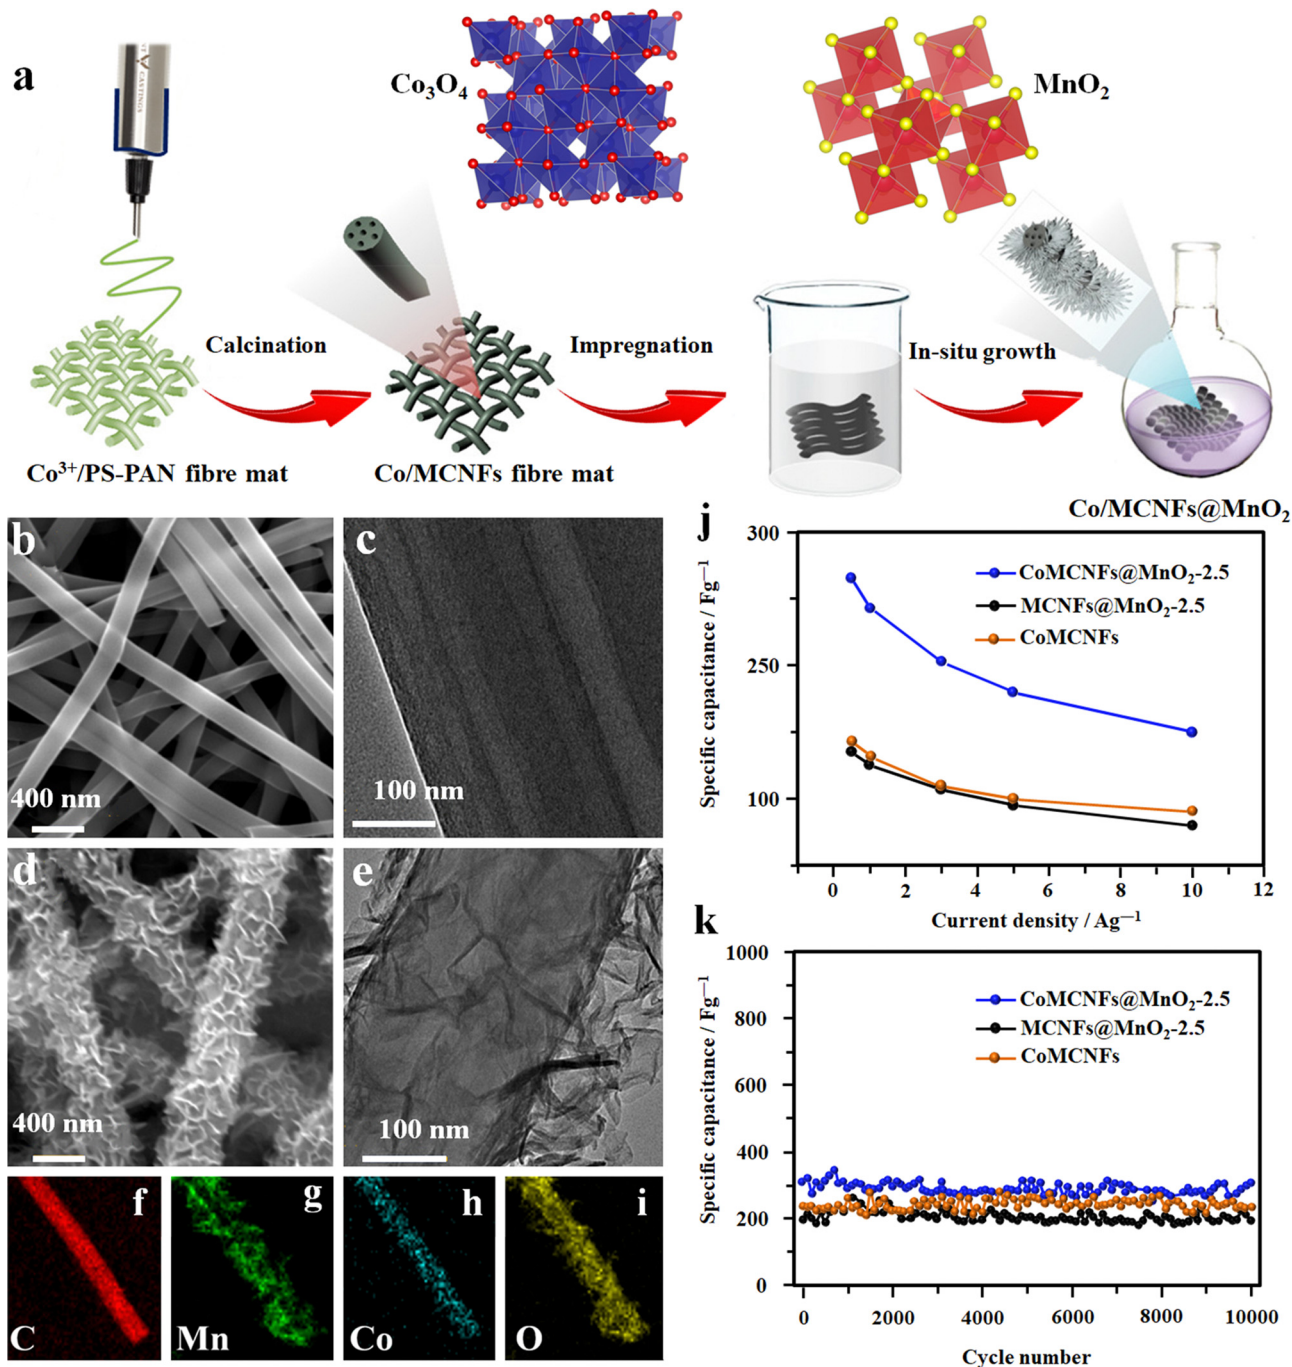 a
Co₃O₄
MnO₂
CASTINGS
Calcination
Impregnation
In-situ growth
Co³⁺/PS-PAN fibre mat
Co/MCNFs fibre mat
Co/MCNFs@MnO₂
b
400 nm
c
100 nm
d
400 nm
e
100 nm
f
C
g
Mn
h
Co
i
O
j
300
250
100
Specific capacitance / Fg⁻¹
CoMCNFs@MnO₂-2.5
MCNFs@MnO₂-2.5
CoMCNFs
0 2 4 6 8 10 12
Current density / Ag⁻¹
k
1000
800
600
400
200
0
Specific capacitance / Fg⁻¹
CoMCNFs@MnO₂-2.5
MCNFs@MnO₂-2.5
CoMCNFs
0 2000 4000 6000 8000 10000
Cycle number